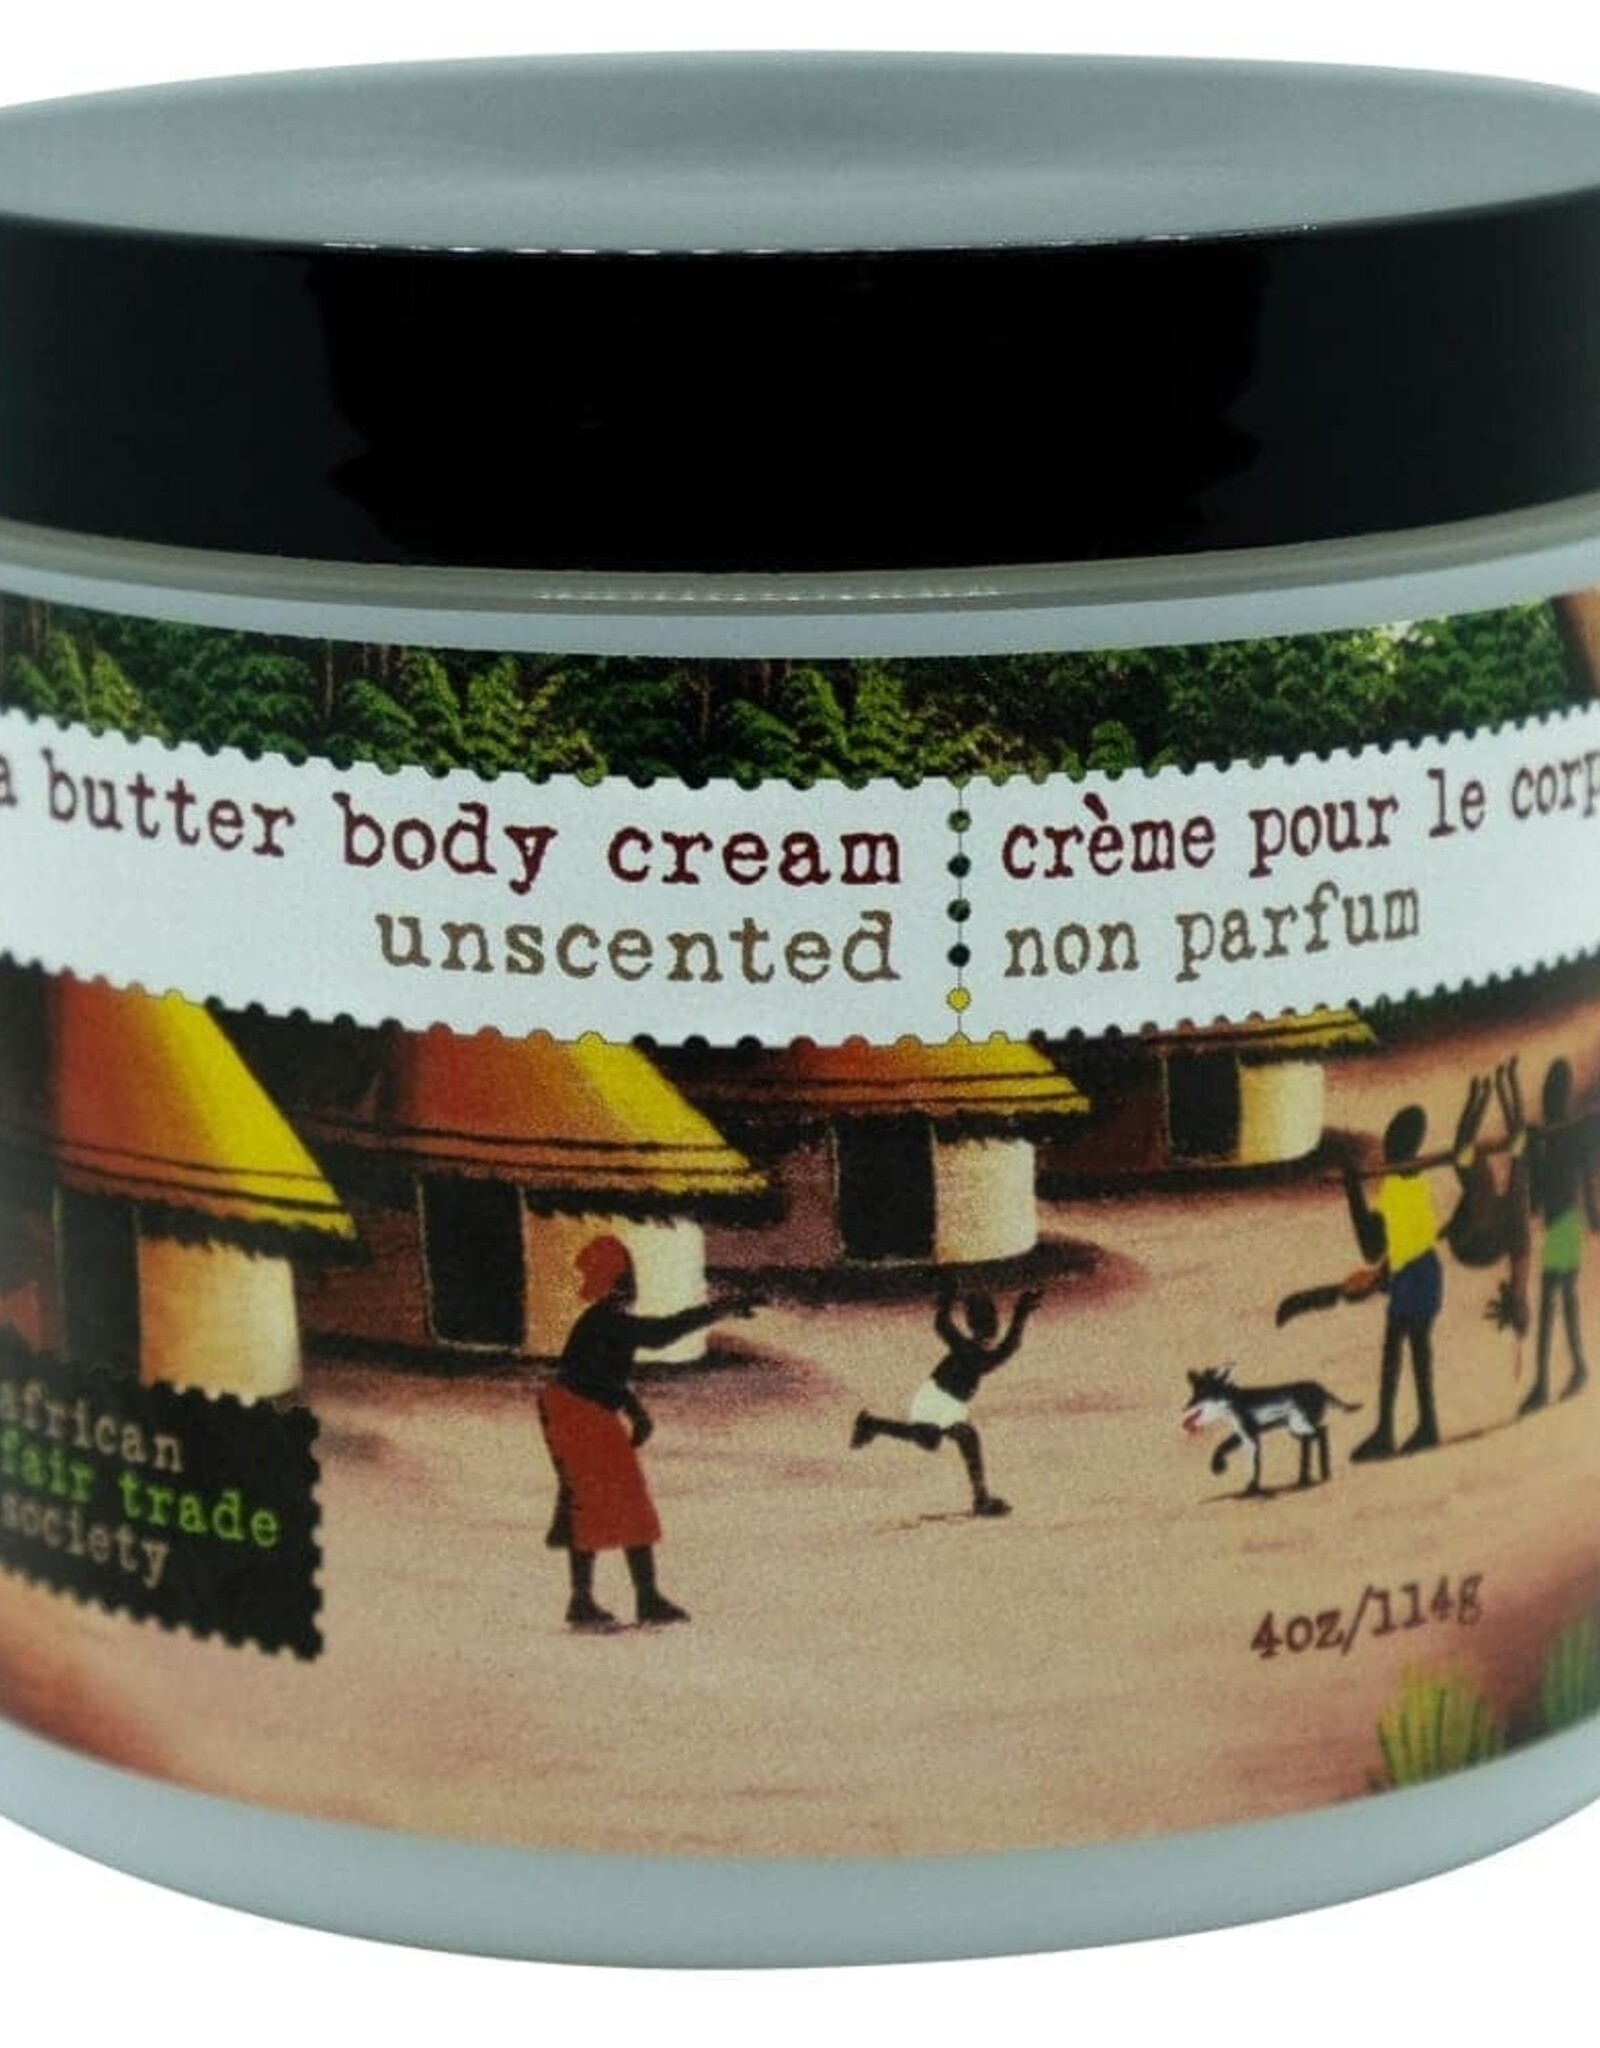 a butter body cream
unscented
crème pour le corp
non parfum
african
fair trade
society
4oz/114g